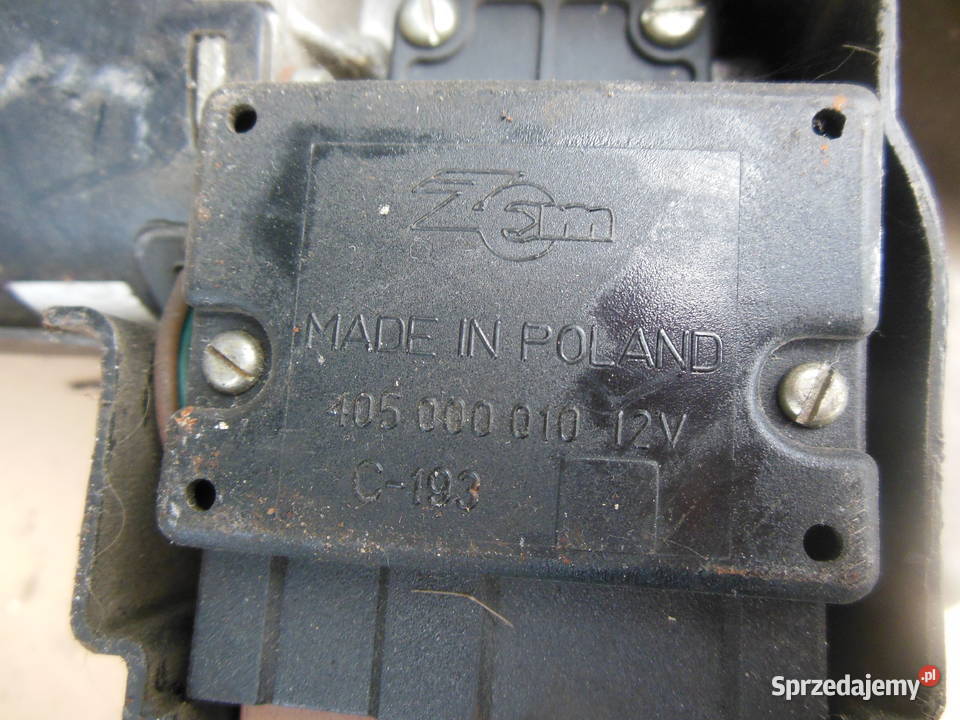 Zem
MADE IN POLAND
405 000 010 12V
C-193
Sprzedajemy.pl